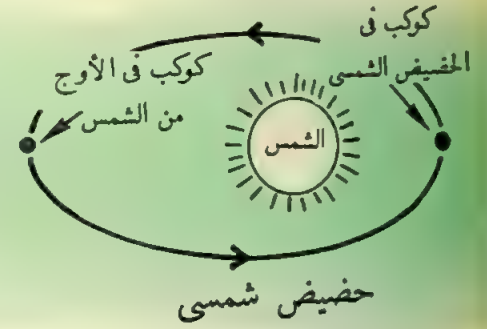 كوكب فى
الحضيض الشمسى
كوكب فى الأوج
من الشمس
الشمس
حضيض شمسى